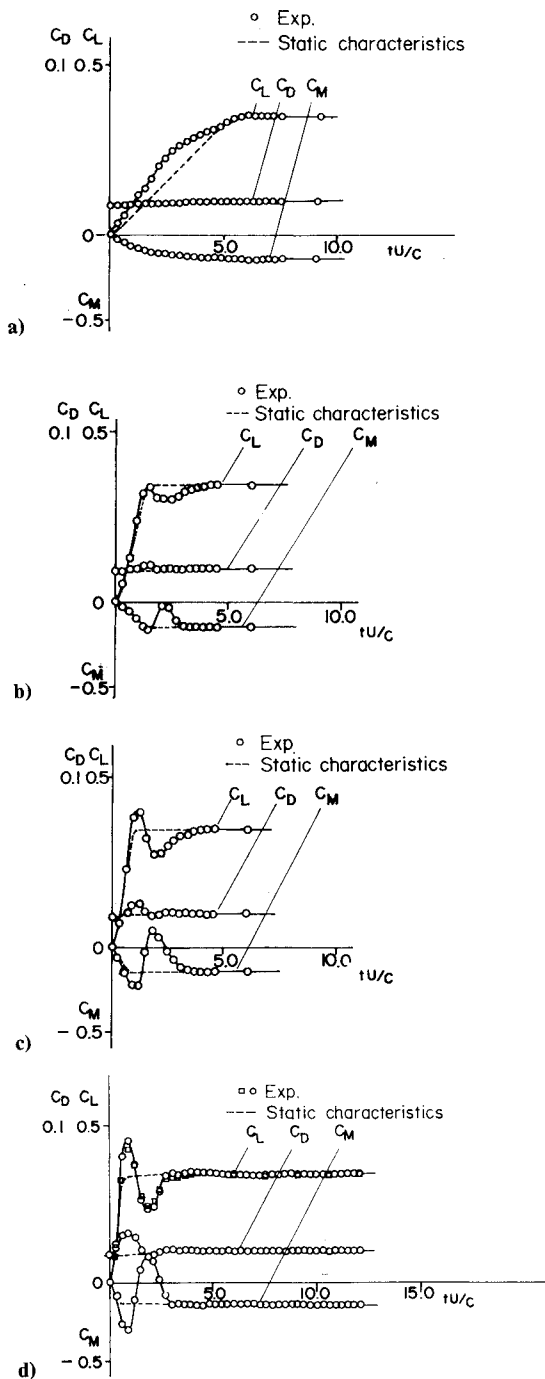 ○ Exp.
--- Static characteristics
C_D C_L
0.1 0.5
C_L C_D C_M
0
5.0 10.0
tU/C
C_M
-0.5
a)
○ Exp.
--- Static characteristics
C_D C_L
0.1 0.5
C_L C_D C_M
0
5.0 10.0
tU/C
C_M
-0.5
b)
○ Exp.
--- Static characteristics
C_D C_L
0.1 0.5
C_L C_D C_M
0
5.0 10.0
tU/C
C_M
-0.5
c)
□ ○ Exp.
--- Static characteristics
C_D C_L
0.1 0.5
C_L C_D C_M
0
5.0 10.0 15.0
tU/C
C_M
-0.5
d)